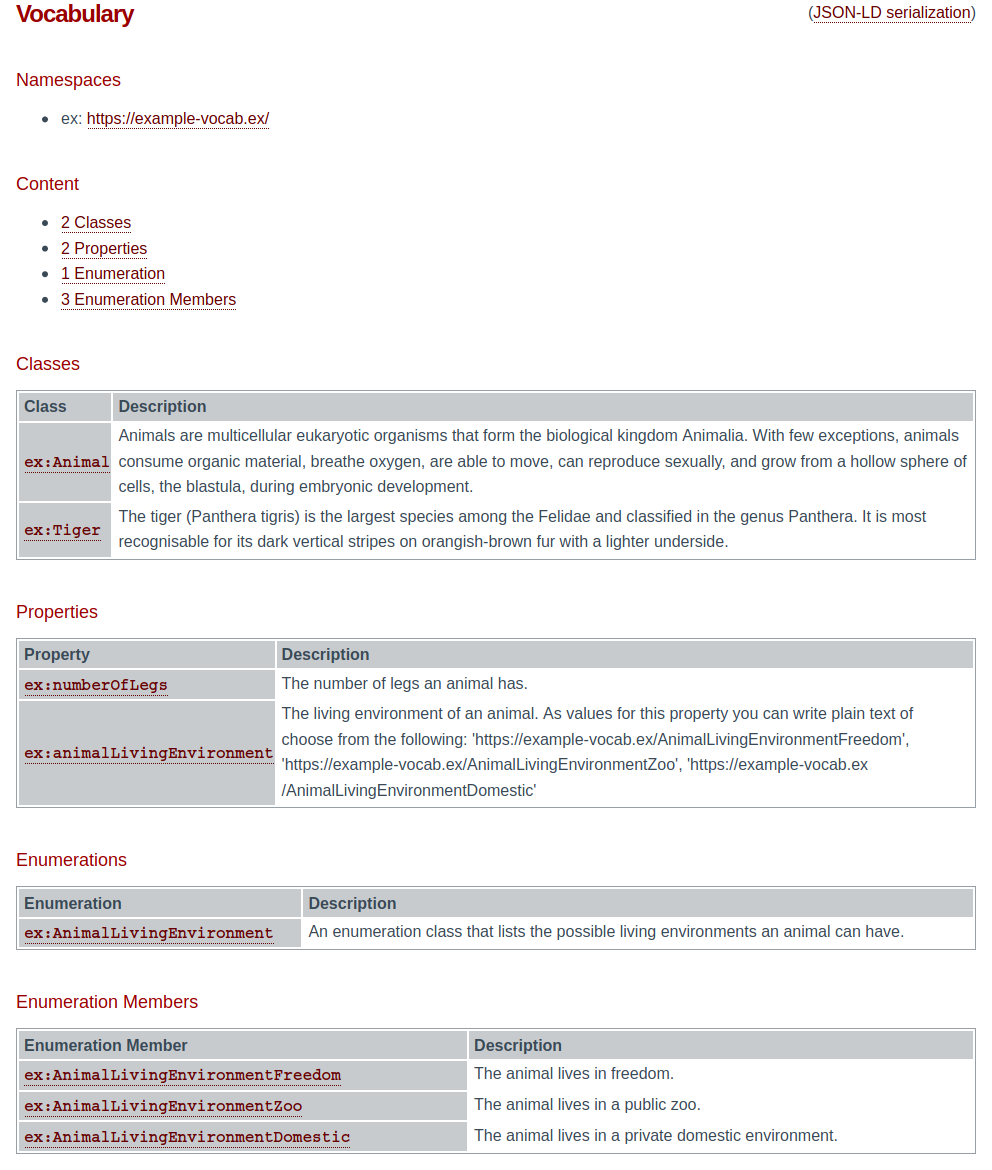 Vocabulary
(JSON-LD serialization)
Namespaces
ex: https://example-vocab.ex/
Content
2 Classes
2 Properties
1 Enumeration
3 Enumeration Members
Classes
Class Description
ex:Animal
Animals are multicellular eukaryotic organisms that form the biological kingdom Animalia. With few exceptions, animals
consume organic material, breathe oxygen, are able to move, can reproduce sexually, and grow from a hollow sphere of
cells, the blastula, during embryonic development.
ex:Tiger
The tiger (Panthera tigris) is the largest species among the Felidae and classified in the genus Panthera. It is most
recognisable for its dark vertical stripes on orangish-brown fur with a lighter underside.
Properties
Property Description
ex:numberOfLegs The number of legs an animal has.
ex:animalLivingEnvironment
The living environment of an animal. As values for this property you can write plain text of
choose from the following: 'https://example-vocab.ex/AnimalLivingEnvironmentFreedom',
'https://example-vocab.ex/AnimalLivingEnvironmentZoo', 'https://example-vocab.ex
/AnimalLivingEnvironmentDomestic'
Enumerations
Enumeration Description
ex:AnimalLivingEnvironment An enumeration class that lists the possible living environments an animal can have.
Enumeration Members
Enumeration Member Description
ex:AnimalLivingEnvironmentFreedom The animal lives in freedom.
ex:AnimalLivingEnvironmentZoo The animal lives in a public zoo.
ex:AnimalLivingEnvironmentDomestic The animal lives in a private domestic environment.